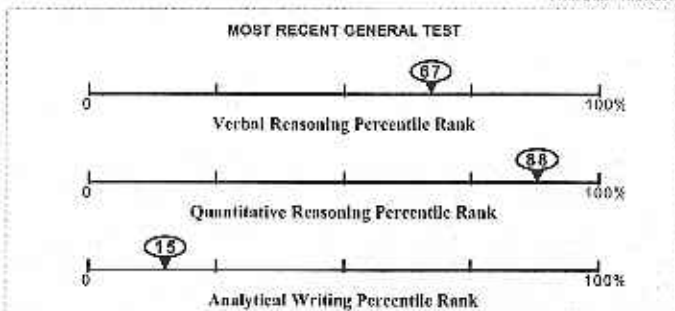 MOST RECENT GENERAL TEST
67
0 100%
Verbal Reasoning Percentile Rank
88
0 100%
Quantitative Reasoning Percentile Rank
15
0 100%
Analytical Writing Percentile Rank